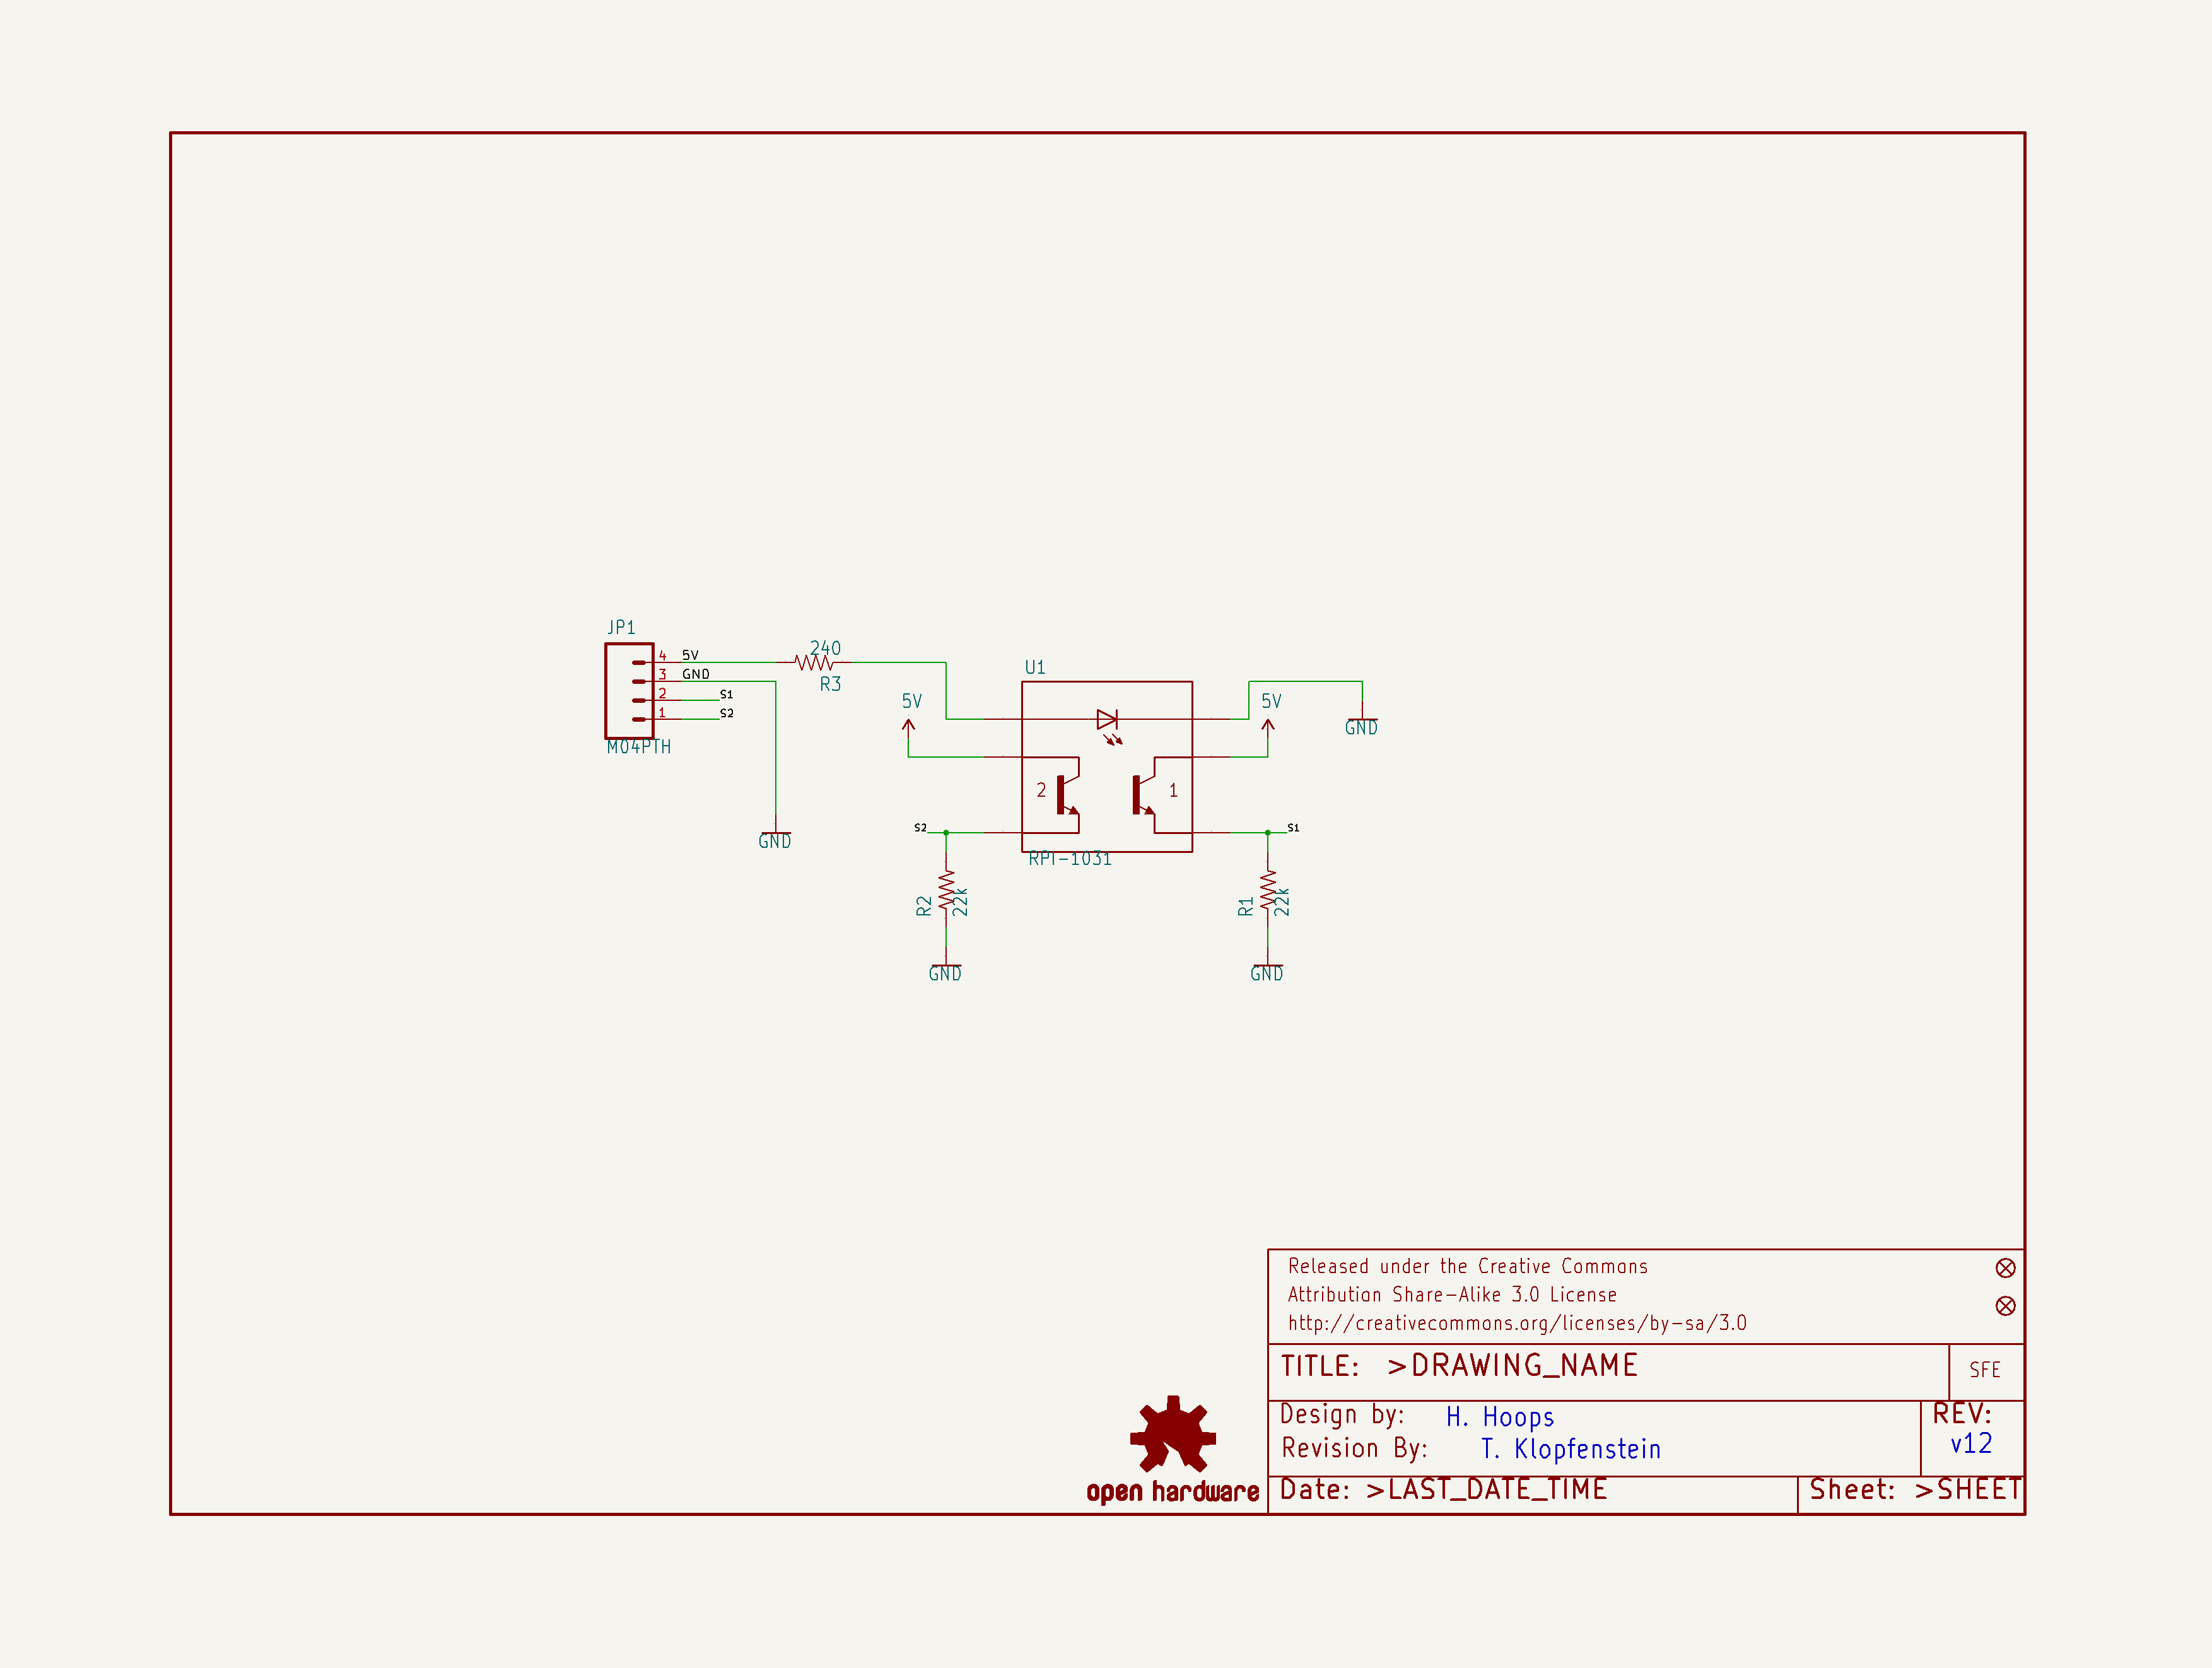 JP1
4 5V
3 GND
2 S1
1 S2
M04PTH
240
R3
GND
U1
5V
5V
GND
2
1
S2
S1
RPI-1031
R2
22k
R1
22k
GND
GND
Released under the Creative Commons
Attribution Share-Alike 3.0 License
http://creativecommons.org/licenses/by-sa/3.0
TITLE: >DRAWING_NAME
SFE
Design by: H. Hoops
REV:
Revision By: T. Klopfenstein
v12
open hardware
Date: >LAST_DATE_TIME
Sheet: >SHEET